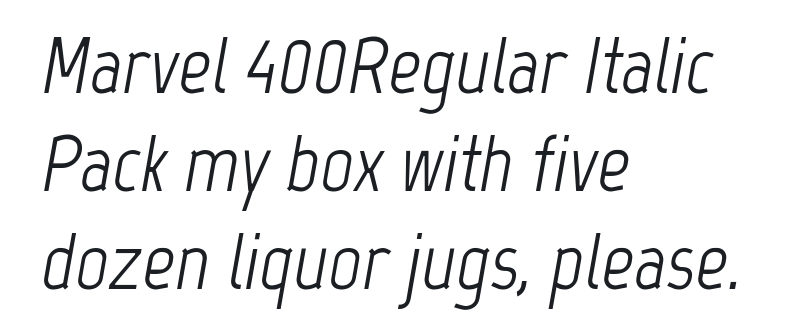 Marvel 400Regular Italic
Pack my box with five
dozen liquor jugs, please.